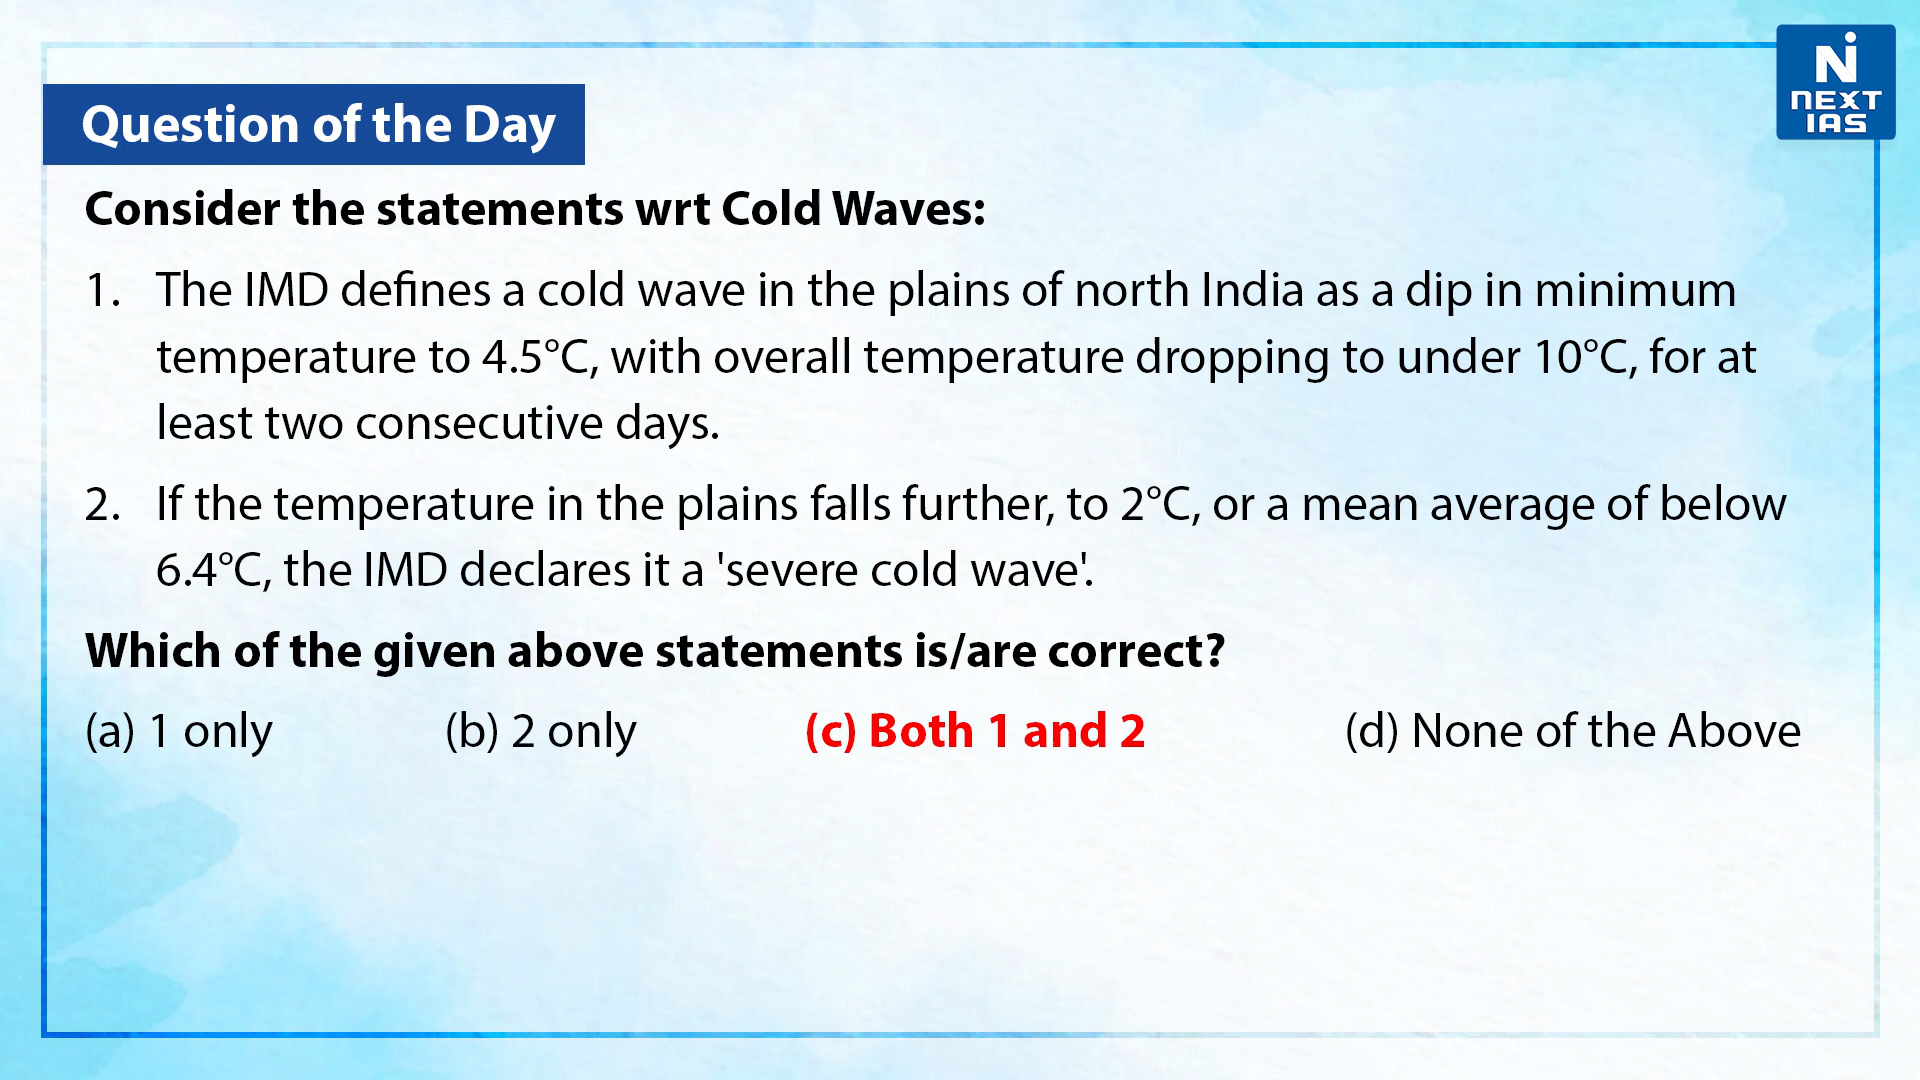 NEXT
IAS
Question of the Day
Consider the statements wrt Cold Waves:
1. The IMD defines a cold wave in the plains of north India as a dip in minimum
temperature to 4.5°C, with overall temperature dropping to under 10°C, for at
least two consecutive days.
2. If the temperature in the plains falls further, to 2°C, or a mean average of below
6.4°C, the IMD declares it a 'severe cold wave'.
Which of the given above statements is/are correct?
(a) 1 only (b) 2 only (c) Both 1 and 2 (d) None of the Above